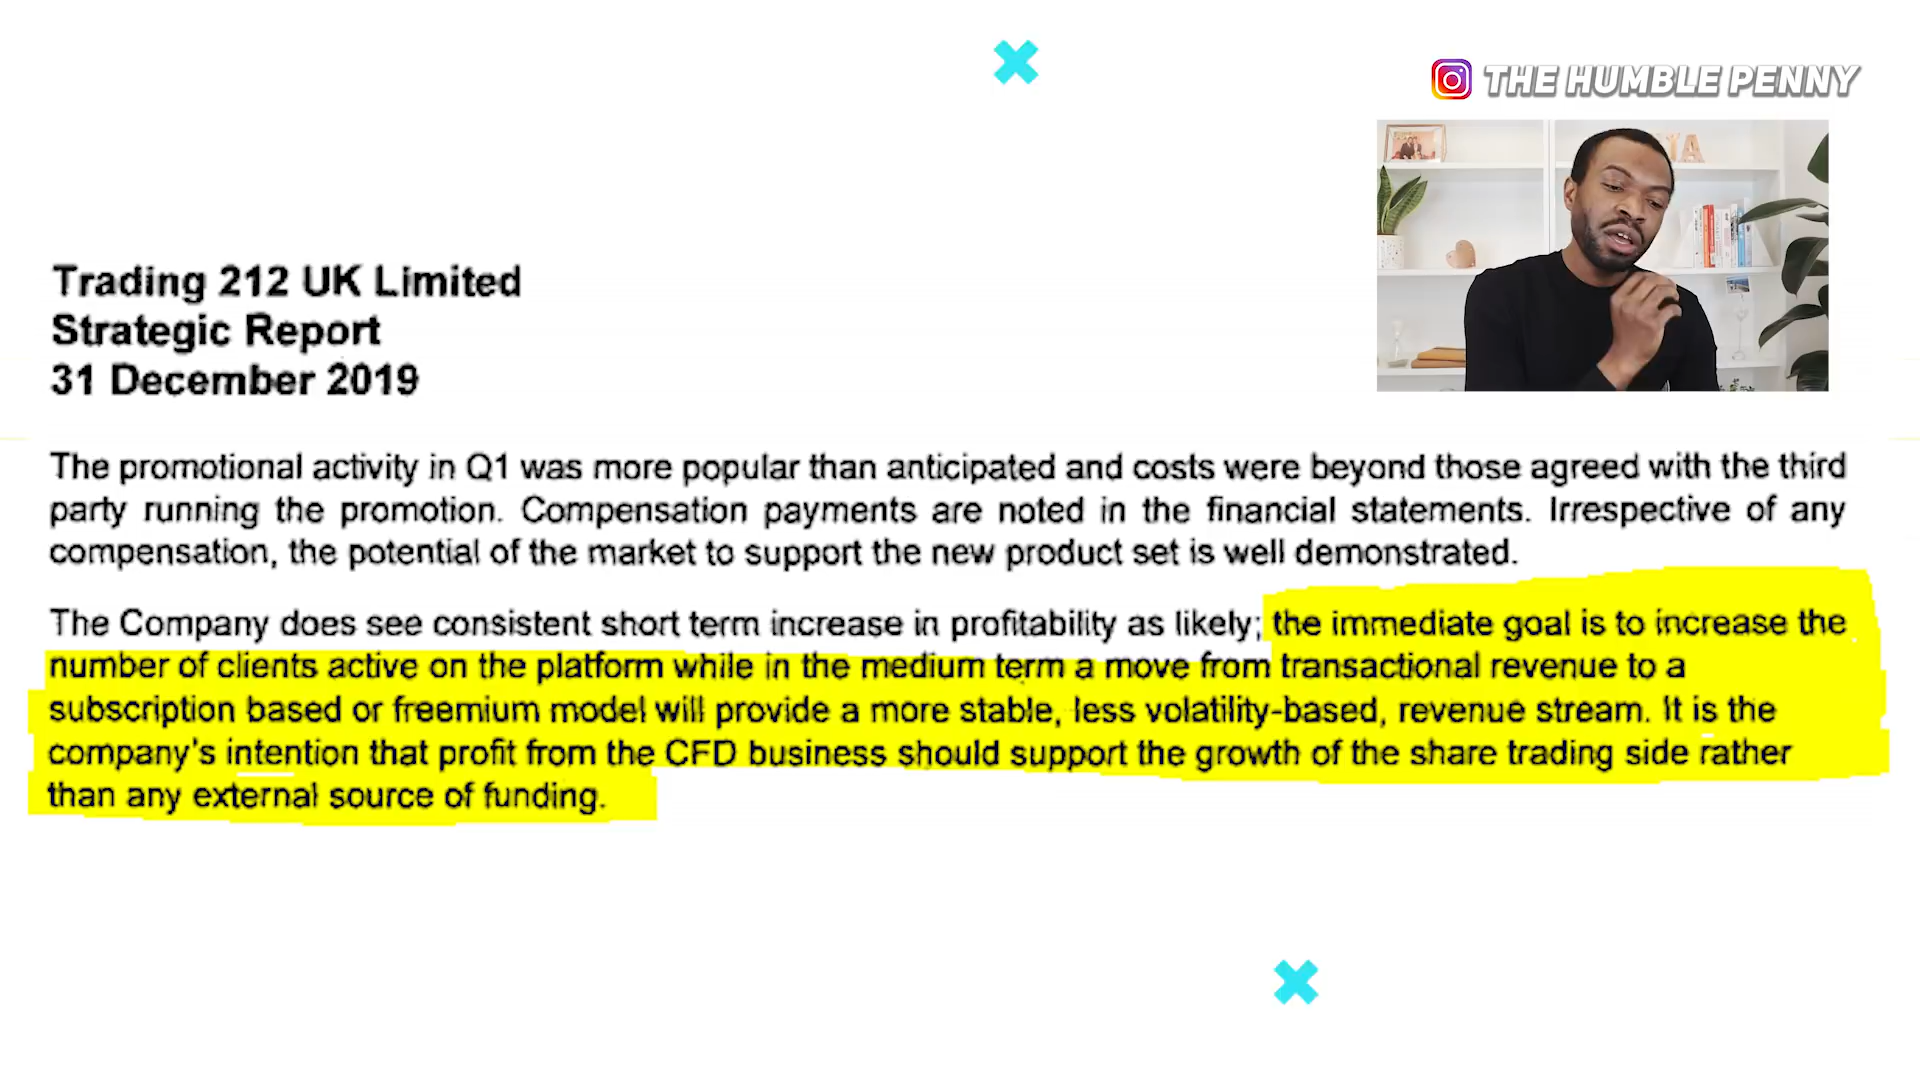 THE HUMBLE PENNY
Trading 212 UK Limited
Strategic Report
31 December 2019
The promotional activity in Q1 was more popular than anticipated and costs were beyond those agreed with the third
party running the promotion. Compensation payments are noted in the financial statements. Irrespective of any
compensation, the potential of the market to support the new product set is well demonstrated.
The Company does see consistent short term increase in profitability as likely; the immediate goal is to increase the
number of clients active on the platform while in the medium term a move from transactional revenue to a
subscription based or freemium model will provide a more stable, less volatility-based, revenue stream. It is the
company's intention that profit from the CFD business should support the growth of the share trading side rather
than any external source of funding.